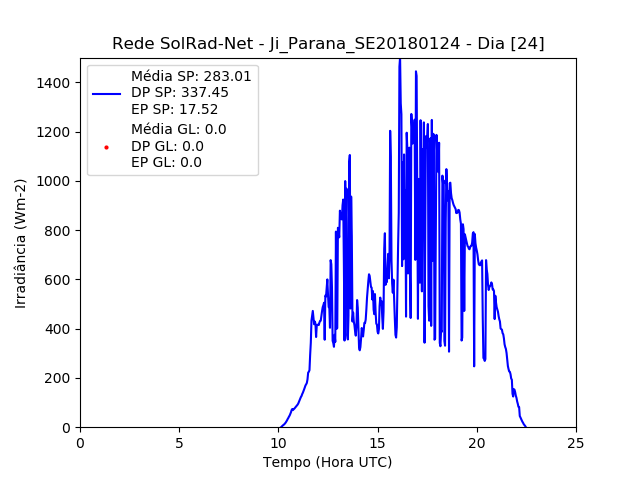 Rede SolRad-Net - Ji_Parana_SE20180124 - Dia [24]
Média SP: 283.01
DP SP: 337.45
EP SP: 17.52
Média GL: 0.0
DP GL: 0.0
EP GL: 0.0
Irradiância (Wm-2)
1400
1200
1000
800
600
400
200
0
0 5 10 15 20 25
Tempo (Hora UTC)